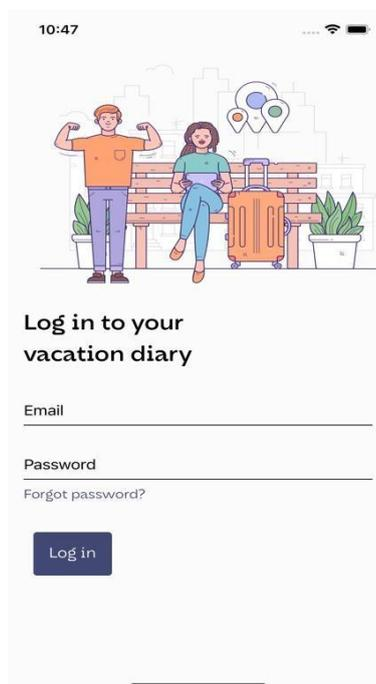 10:47
Log in to your
vacation diary
Email
Password
Forgot password?
Log in